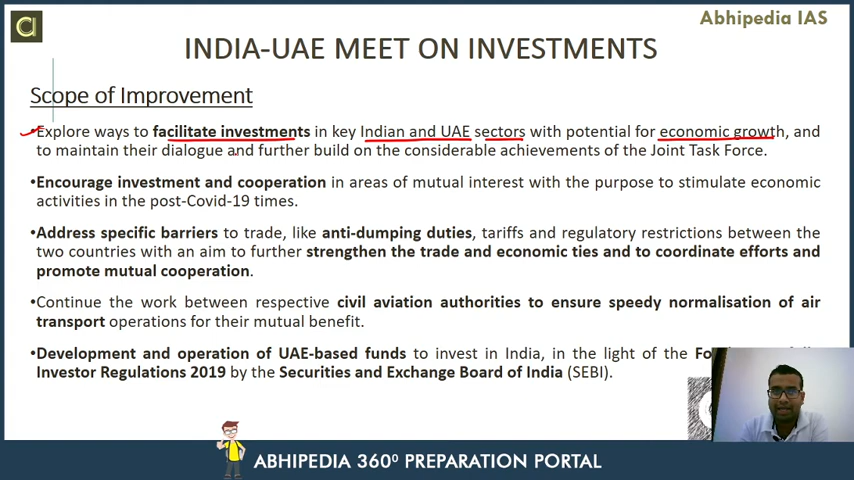 Abhipedia IAS
INDIA-UAE MEET ON INVESTMENTS
Scope of Improvement
•Explore ways to facilitate investments in key Indian and UAE sectors with potential for economic growth, and
to maintain their dialogue and further build on the considerable achievements of the Joint Task Force.
•Encourage investment and cooperation in areas of mutual interest with the purpose to stimulate economic
activities in the post-Covid-19 times.
•Address specific barriers to trade, like anti-dumping duties, tariffs and regulatory restrictions between the
two countries with an aim to further strengthen the trade and economic ties and to coordinate efforts and
promote mutual cooperation.
•Continue the work between respective civil aviation authorities to ensure speedy normalisation of air
transport operations for their mutual benefit.
•Development and operation of UAE-based funds to invest in India, in the light of the
Investor Regulations 2019 by the Securities and Exchange Board of India (SEBI).
ABHIPEDIA 360⁰ PREPARATION PORTAL